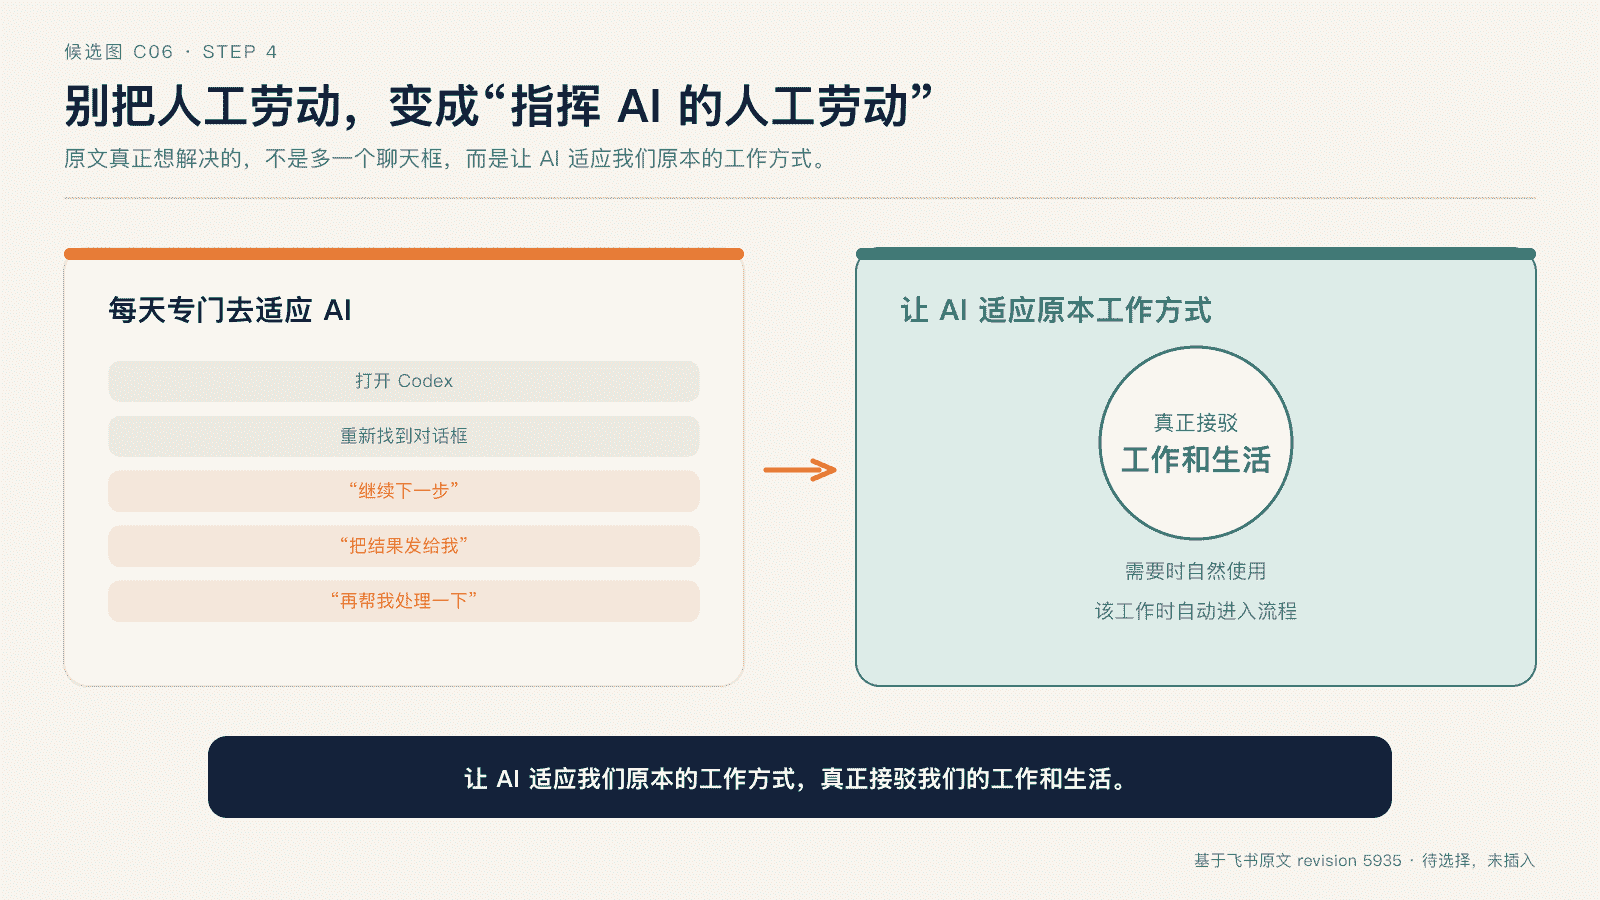 候选图 C06 · STEP 4
别把人工劳动，变成“指挥 AI 的人工劳动”
原文真正想解决的，不是多一个聊天框，而是让 AI 适应我们原本的工作方式。
每天专门去适应 AI
打开 Codex
重新找到对话框
“继续下一步”
“把结果发给我”
“再帮我处理一下”
让 AI 适应原本工作方式
真正接驳
工作和生活
需要时自然使用
该工作时自动进入流程
让 AI 适应我们原本的工作方式，真正接驳我们的工作和生活。
基于飞书原文 revision 5935 · 待选择，未插入